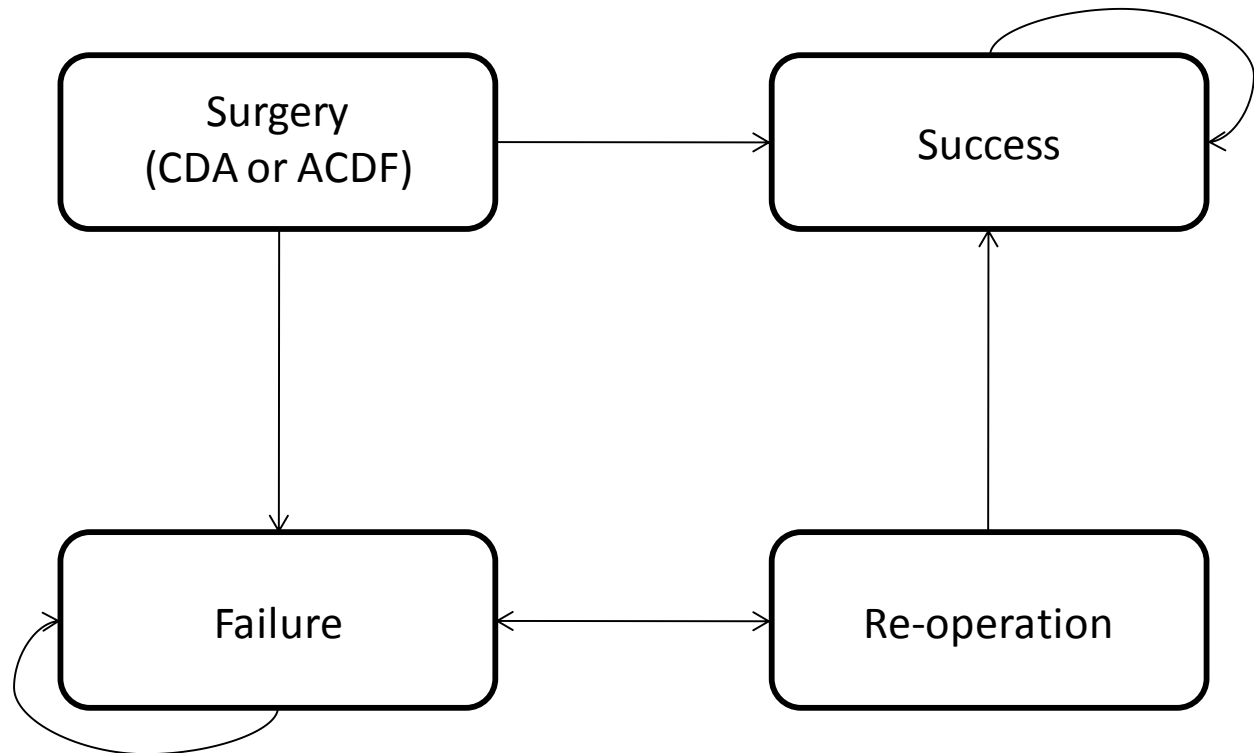 Surgery
(CDA or ACDF)
Success
Failure
Re-operation